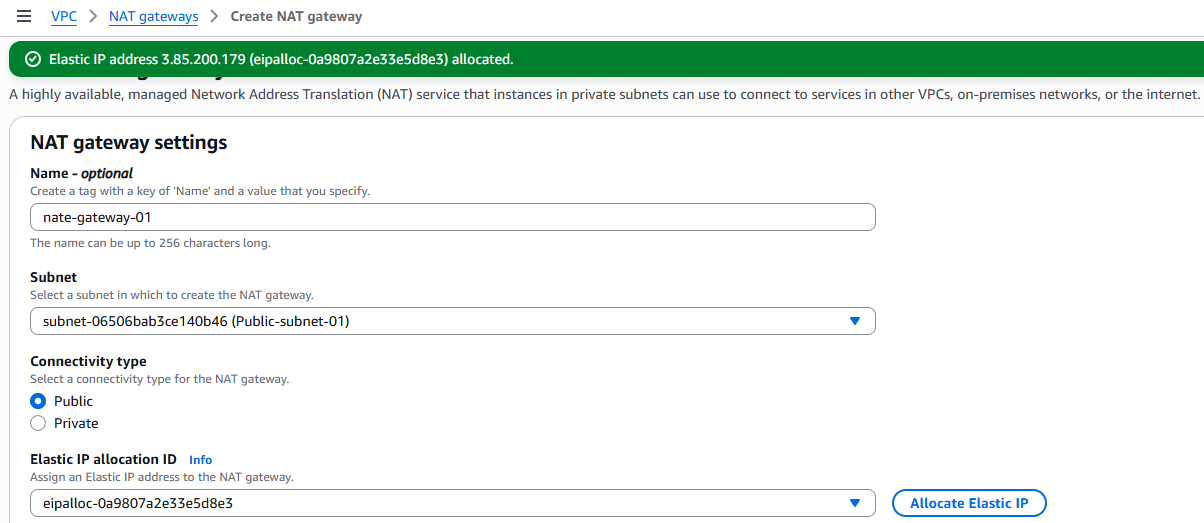 VPC > NAT gateways > Create NAT gateway
Elastic IP address 3.85.200.179 (eipalloc-0a9807a2e33e5d8e3) allocated.
A highly available, managed Network Address Translation (NAT) service that instances in private subnets can use to connect to services in other VPCs, on-premises networks, or the internet.
NAT gateway settings
Name - optional
Create a tag with a key of 'Name' and a value that you specify.
nate-gateway-01
The name can be up to 256 characters long.
Subnet
Select a subnet in which to create the NAT gateway.
subnet-06506bab3ce140b46 (Public-subnet-01)
Connectivity type
Select a connectivity type for the NAT gateway.
Public
Private
Elastic IP allocation ID Info
Assign an Elastic IP address to the NAT gateway.
eipalloc-0a9807a2e33e5d8e3 Allocate Elastic IP